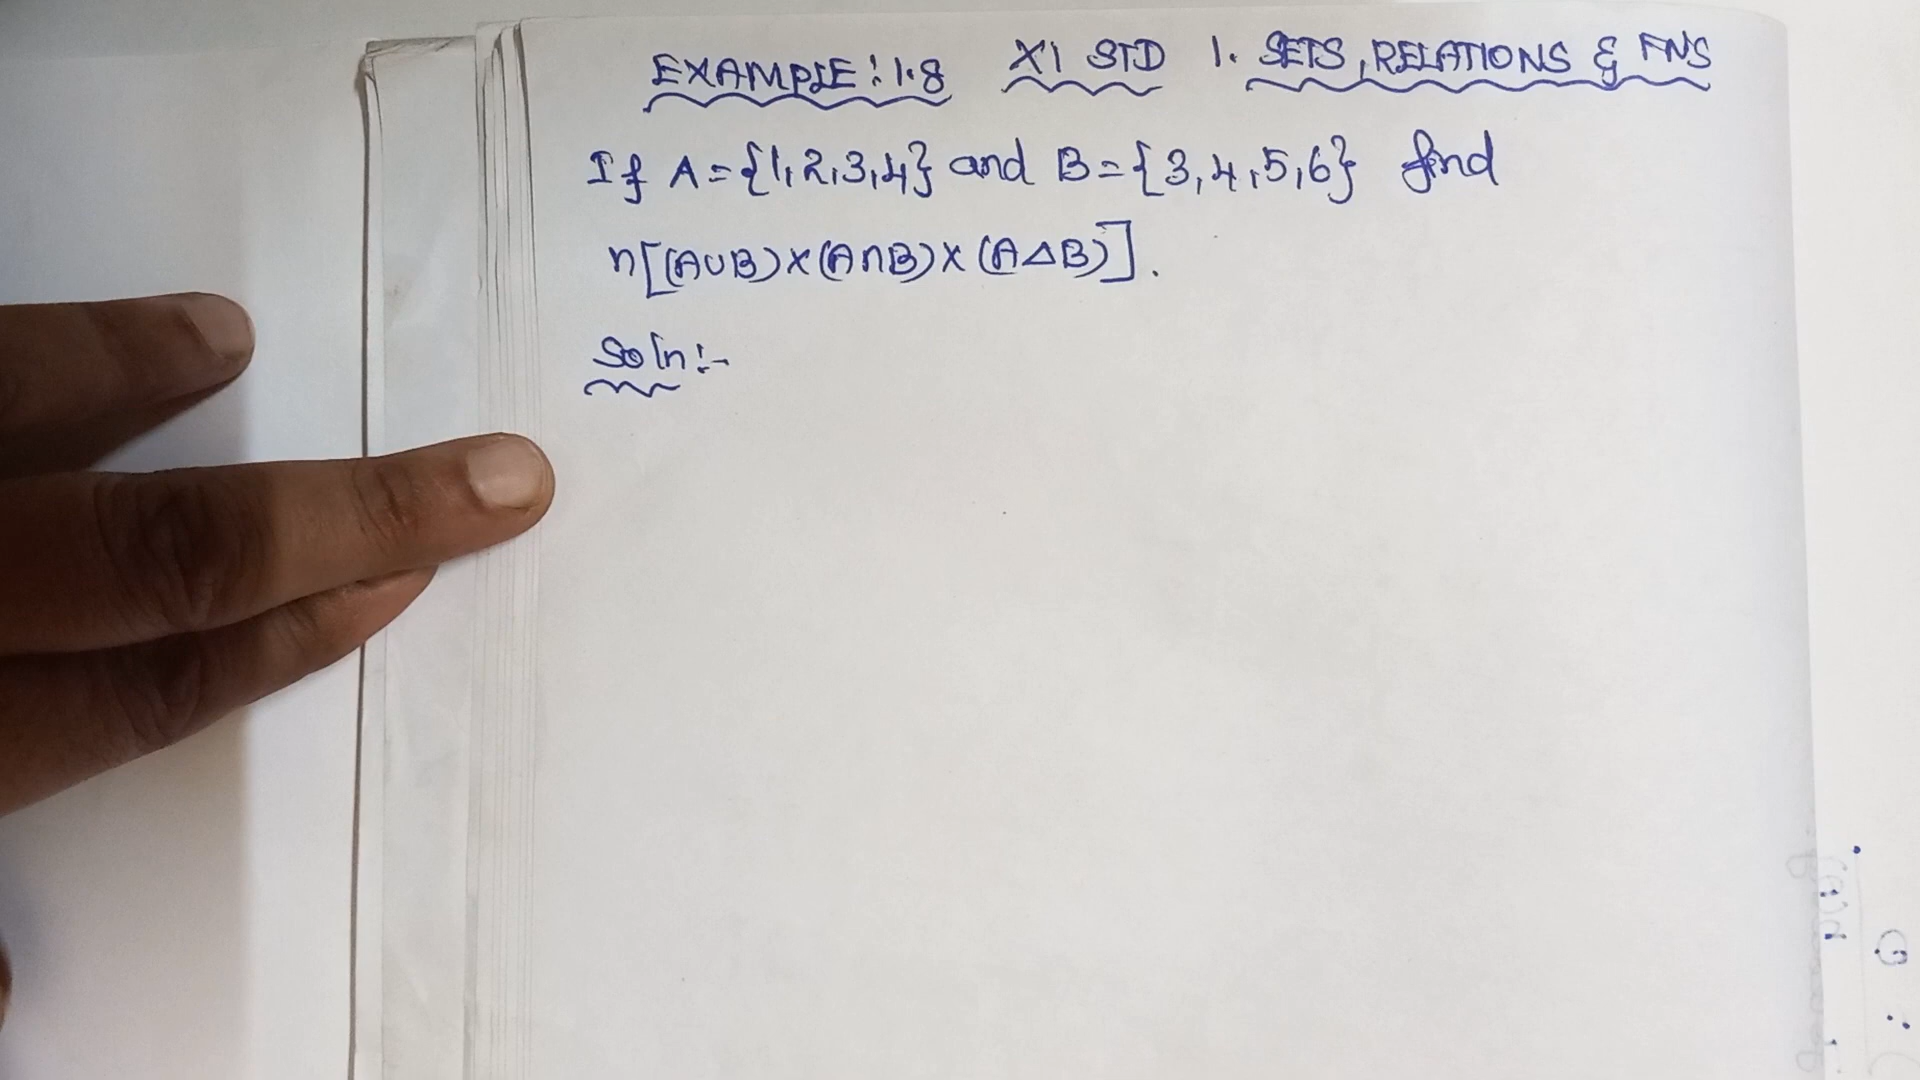 EXAMPLE: 1.8 XI STD 1. SETS, RELATIONS & FNS
If A = {1,2,3,4} and B = {3,4,5,6} find
n[(A∪B)×(A∩B)×(A△B)].
Soln:-